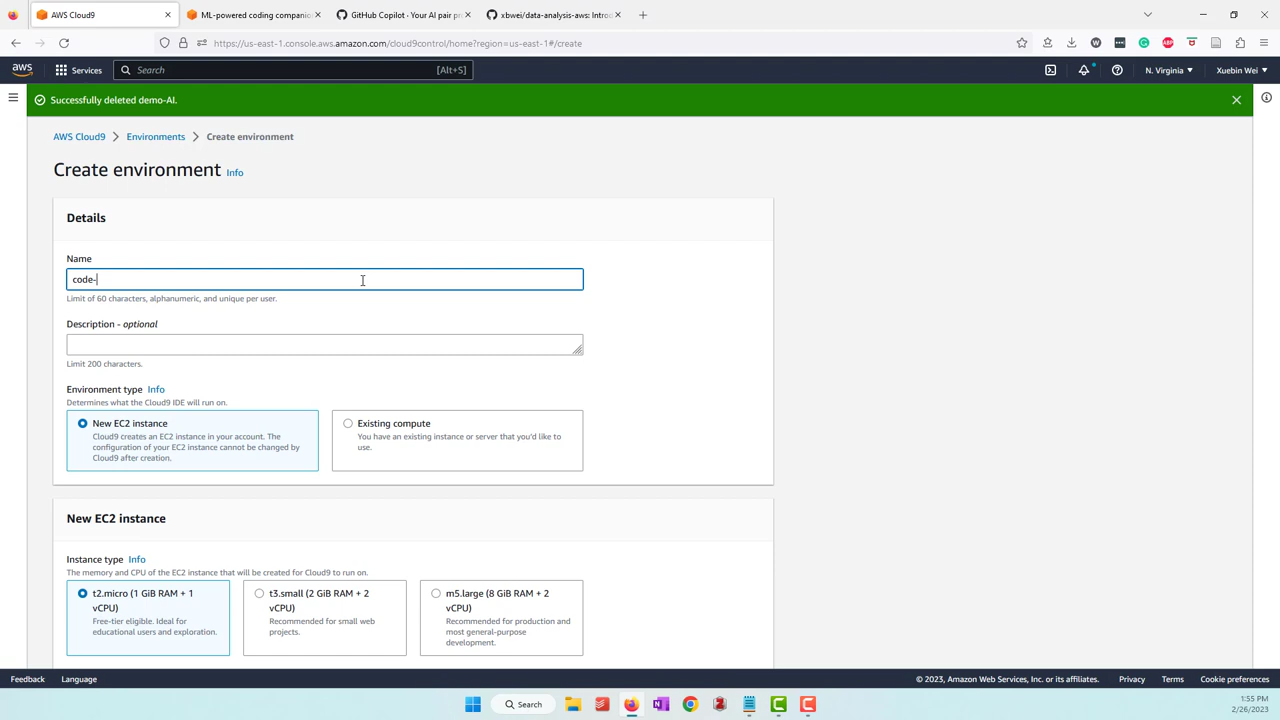 AWS Cloud9
ML-powered coding companion
GitHub Copilot · Your AI pair pr
xbwei/data-analysis-aws: Introd
https://us-east-1.console.aws.amazon.com/cloud9control/home?region=us-east-1#/create
aws
Services
Search
[Alt+S]
N. Virginia
Xuebin Wei
Successfully deleted demo-AI.
AWS Cloud9
Environments
Create environment
Create environment
Info
Details
Name
code-
Limit of 60 characters, alphanumeric, and unique per user.
Description - optional
Limit 200 characters.
Environment type
Info
Determines what the Cloud9 IDE will run on.
New EC2 instance
Cloud9 creates an EC2 instance in your account. The
configuration of your EC2 instance cannot be changed by
Cloud9 after creation.
Existing compute
You have an existing instance or server that you'd like to
use.
New EC2 instance
Instance type
Info
The memory and CPU of the EC2 instance that will be created for Cloud9 to run on.
t2.micro (1 GiB RAM + 1
vCPU)
Free-tier eligible. Ideal for
educational users and exploration.
t3.small (2 GiB RAM + 2
vCPU)
Recommended for small web
projects.
m5.large (8 GiB RAM + 2
vCPU)
Recommended for production and
most general-purpose
development.
Feedback
Language
© 2023, Amazon Web Services, Inc. or its affiliates.
Privacy
Terms
Cookie preferences
Search
1:55 PM
2/26/2023